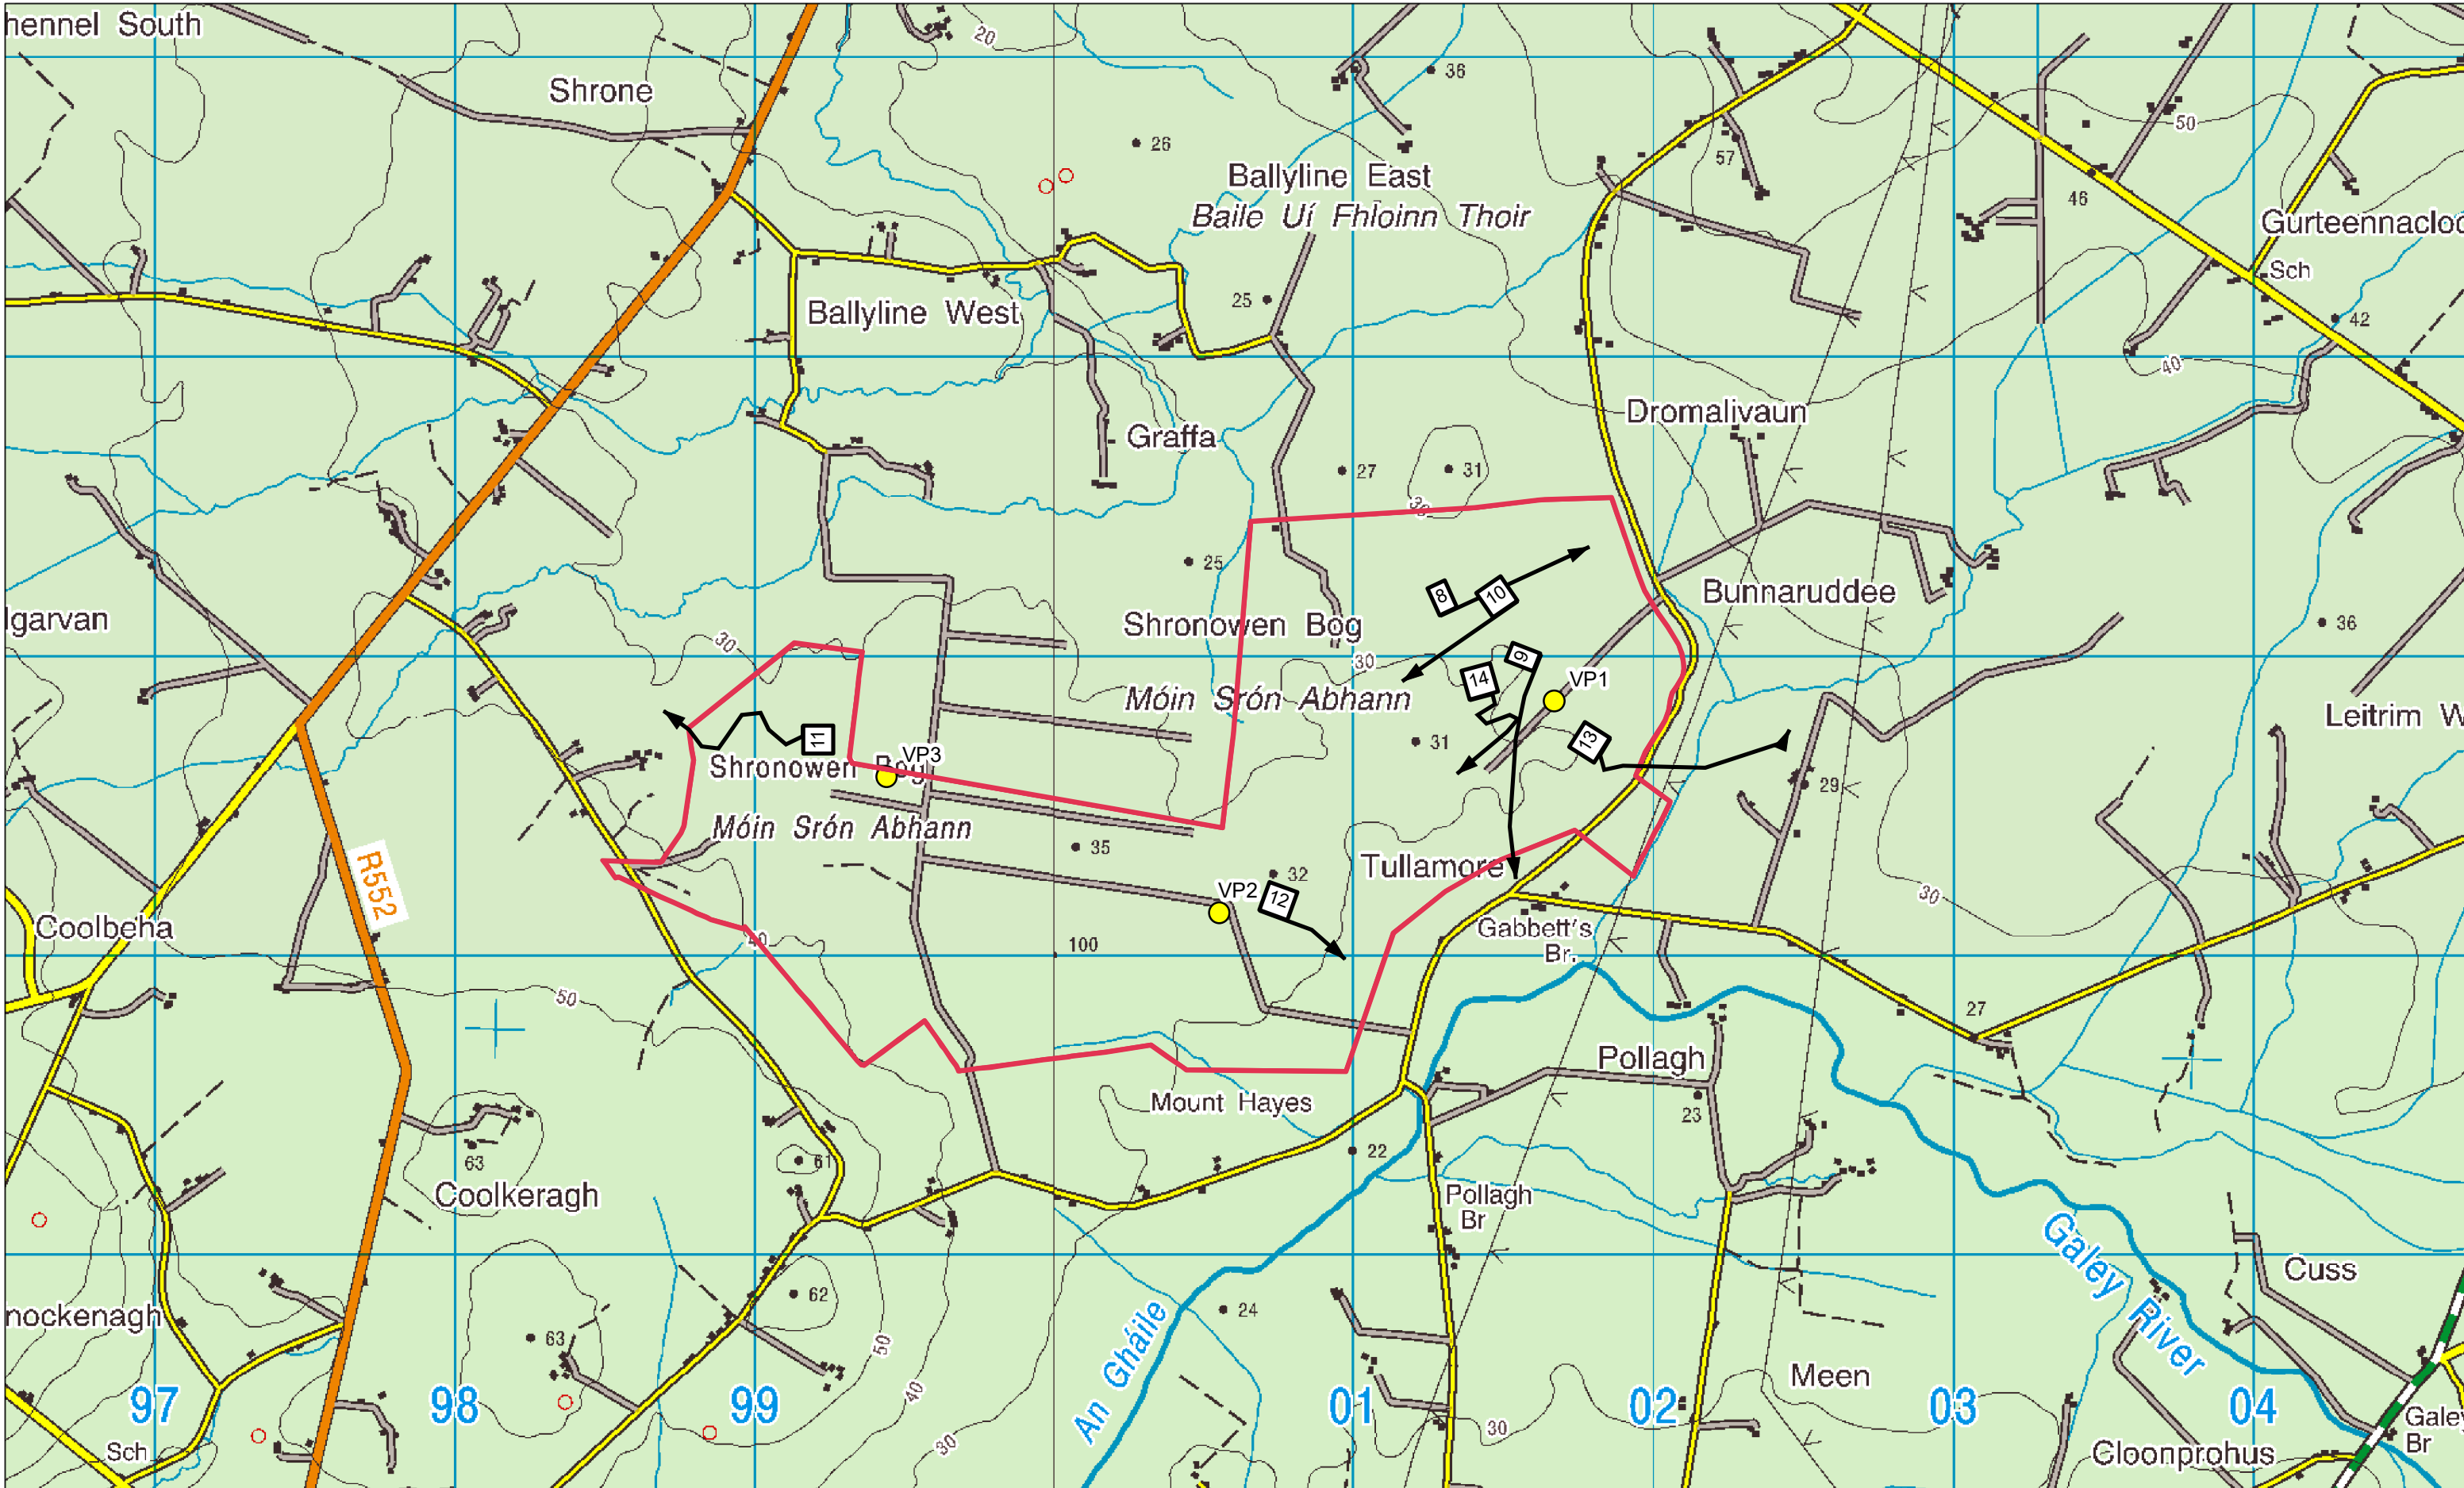 hennel South
20
Shrone
36
26
57
50
Ballyline East
Baile Uí Fhloinn Thoir
46
Gurteennacloc
Sch
25
Ballyline West
42
40
Dromalivaun
Graffa
27
31
30
25
8
10
Bunnaruddee
lgarvan
Shronowen Bog
36
30
30
9
14
VP1
Móin Srón Abhann
Leitrim W
11
31
13
Shronowen Bog
VP3
29
Móin Srón Abhann
35
R552
Tullamore
32
VP2
12
30
Coolbeha
40
100
Gabbett's
Br.
50
27
Pollagh
Mount Hayes
23
22
61
63
Coolkeragh
Pollagh
Br
Galey River
Cuss
62
24
nockenagh
63
50
An Gháile
40
Meen
97
98
99
01
02
03
04
30
30
Galey
Br
Sch
Cloonprohus